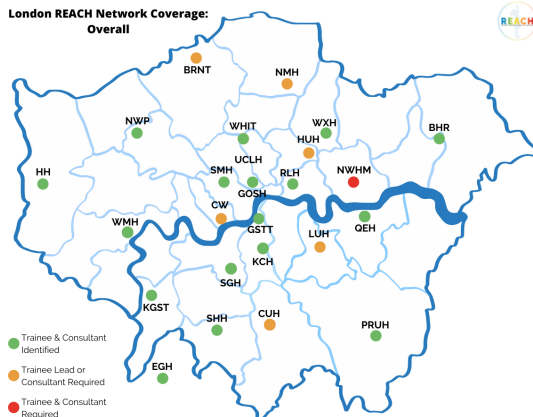 London REACH Network Coverage:
Overall
REACH
BRNT
NMH
NWP
WHIT
WXH
HUH
BHR
UCLH
SMH
RLH
NWHM
HH
GOSH
CW
GSTT
QEH
WMH
LUH
KCH
SGH
KGST
SHH
CUH
PRUH
EGH
Trainee & Consultant
Identified
Trainee Lead or
Consultant Required
Trainee & Consultant
Required